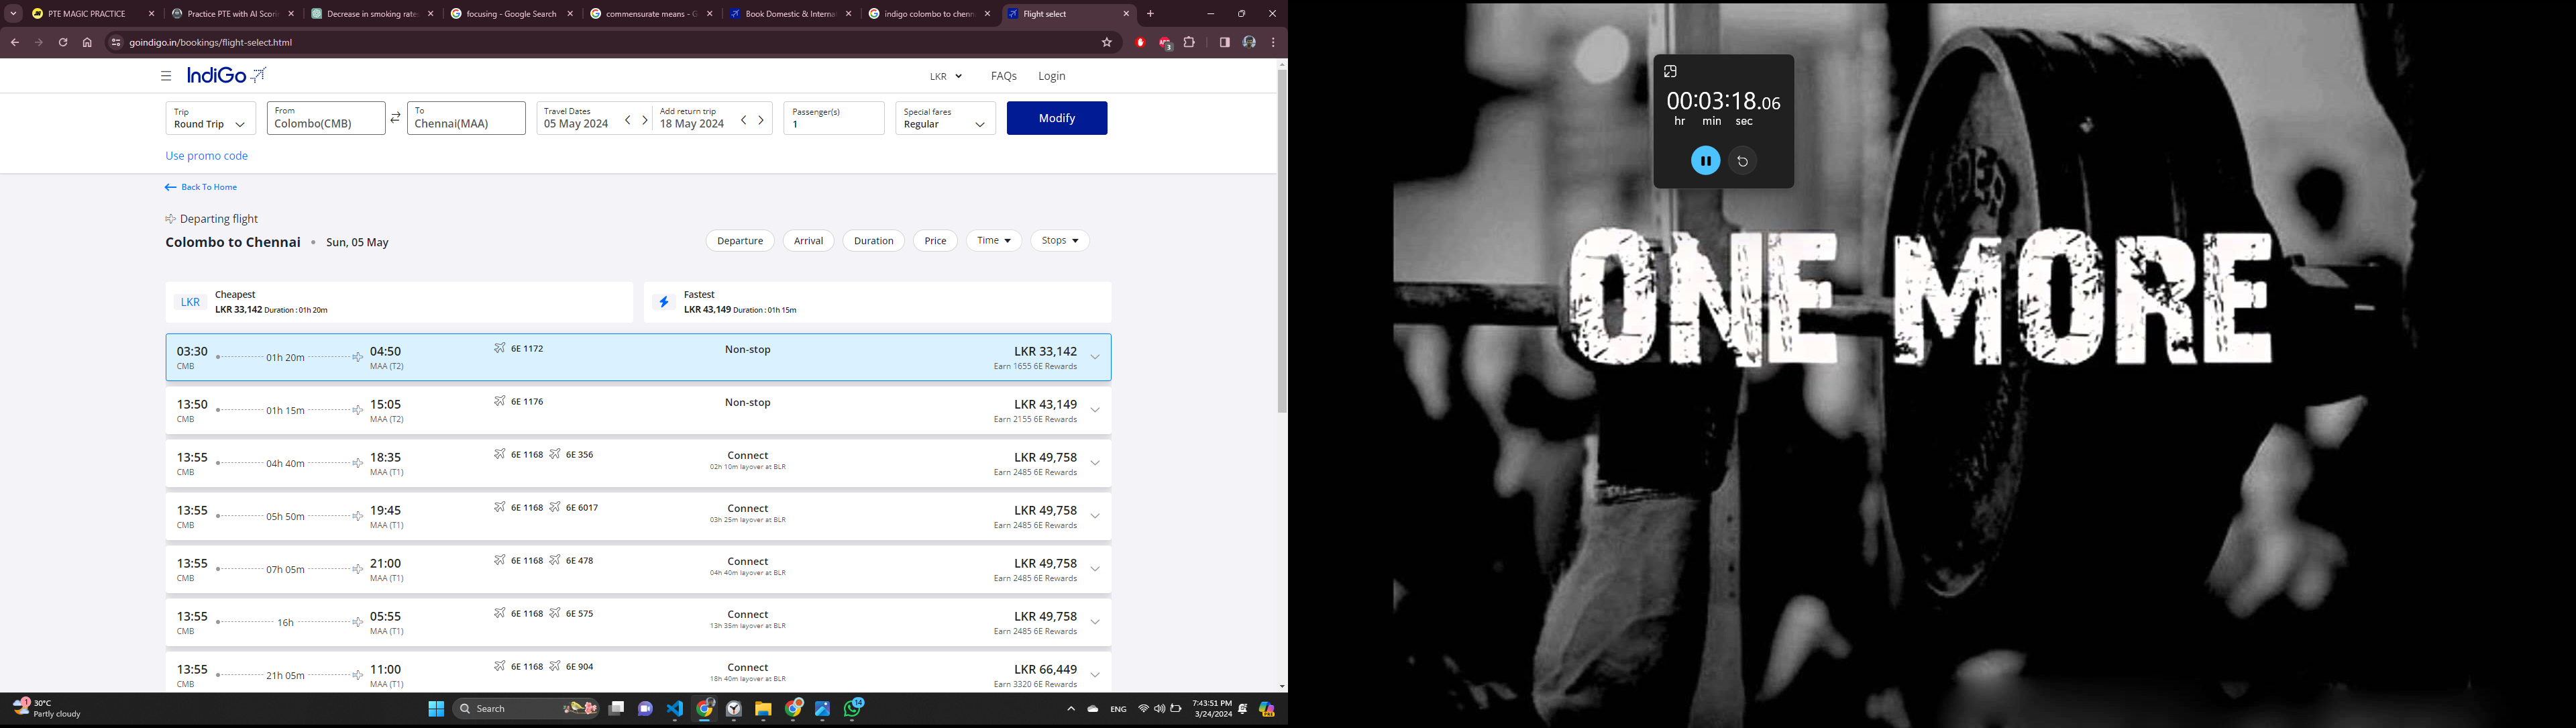 PTE MAGIC PRACTICE
Practice PTE with AI Scori
Decrease in smoking rate
focusing - Google Search
commensurate means - G
Book Domestic & Interna
indigo colombo to chenn
Flight select
goindigo.in/bookings/flight-select.html
3
IndiGo
LKR
FAQs
Login
Trip
Round Trip
From
Colombo(CMB)
To
Chennai(MAA)
Travel Dates
05 May 2024
Add return trip
18 May 2024
Passenger(s)
1
Special fares
Regular
Modify
Use promo code
Back To Home
Departing flight
Colombo to Chennai • Sun, 05 May
Departure
Arrival
Duration
Price
Time
Stops
LKR
Cheapest
LKR 33,142 Duration : 01h 20m
Fastest
LKR 43,149 Duration : 01h 15m
03:30 01h 20m 04:50 6E 1172 Non-stop LKR 33,142
CMB MAA (T2) Earn 1655 6E Rewards
13:50 01h 15m 15:05 6E 1176 Non-stop LKR 43,149
CMB MAA (T2) Earn 2155 6E Rewards
13:55 04h 40m 18:35 6E 1168 6E 356 Connect LKR 49,758
CMB MAA (T1) 02h 10m layover at BLR Earn 2485 6E Rewards
13:55 05h 50m 19:45 6E 1168 6E 6017 Connect LKR 49,758
CMB MAA (T1) 03h 25m layover at BLR Earn 2485 6E Rewards
13:55 07h 05m 21:00 6E 1168 6E 478 Connect LKR 49,758
CMB MAA (T1) 04h 40m layover at BLR Earn 2485 6E Rewards
13:55 16h 05:55 6E 1168 6E 575 Connect LKR 49,758
CMB MAA (T1) 13h 35m layover at BLR Earn 2485 6E Rewards
13:55 21h 05m 11:00 6E 1168 6E 904 Connect LKR 66,449
CMB MAA (T1) 18h 40m layover at BLR Earn 3320 6E Rewards
1
30°C
Partly cloudy
Search
14
ENG
7:43:51 PM
3/24/2024
00:03:18.06
hr min sec
ONE MORE